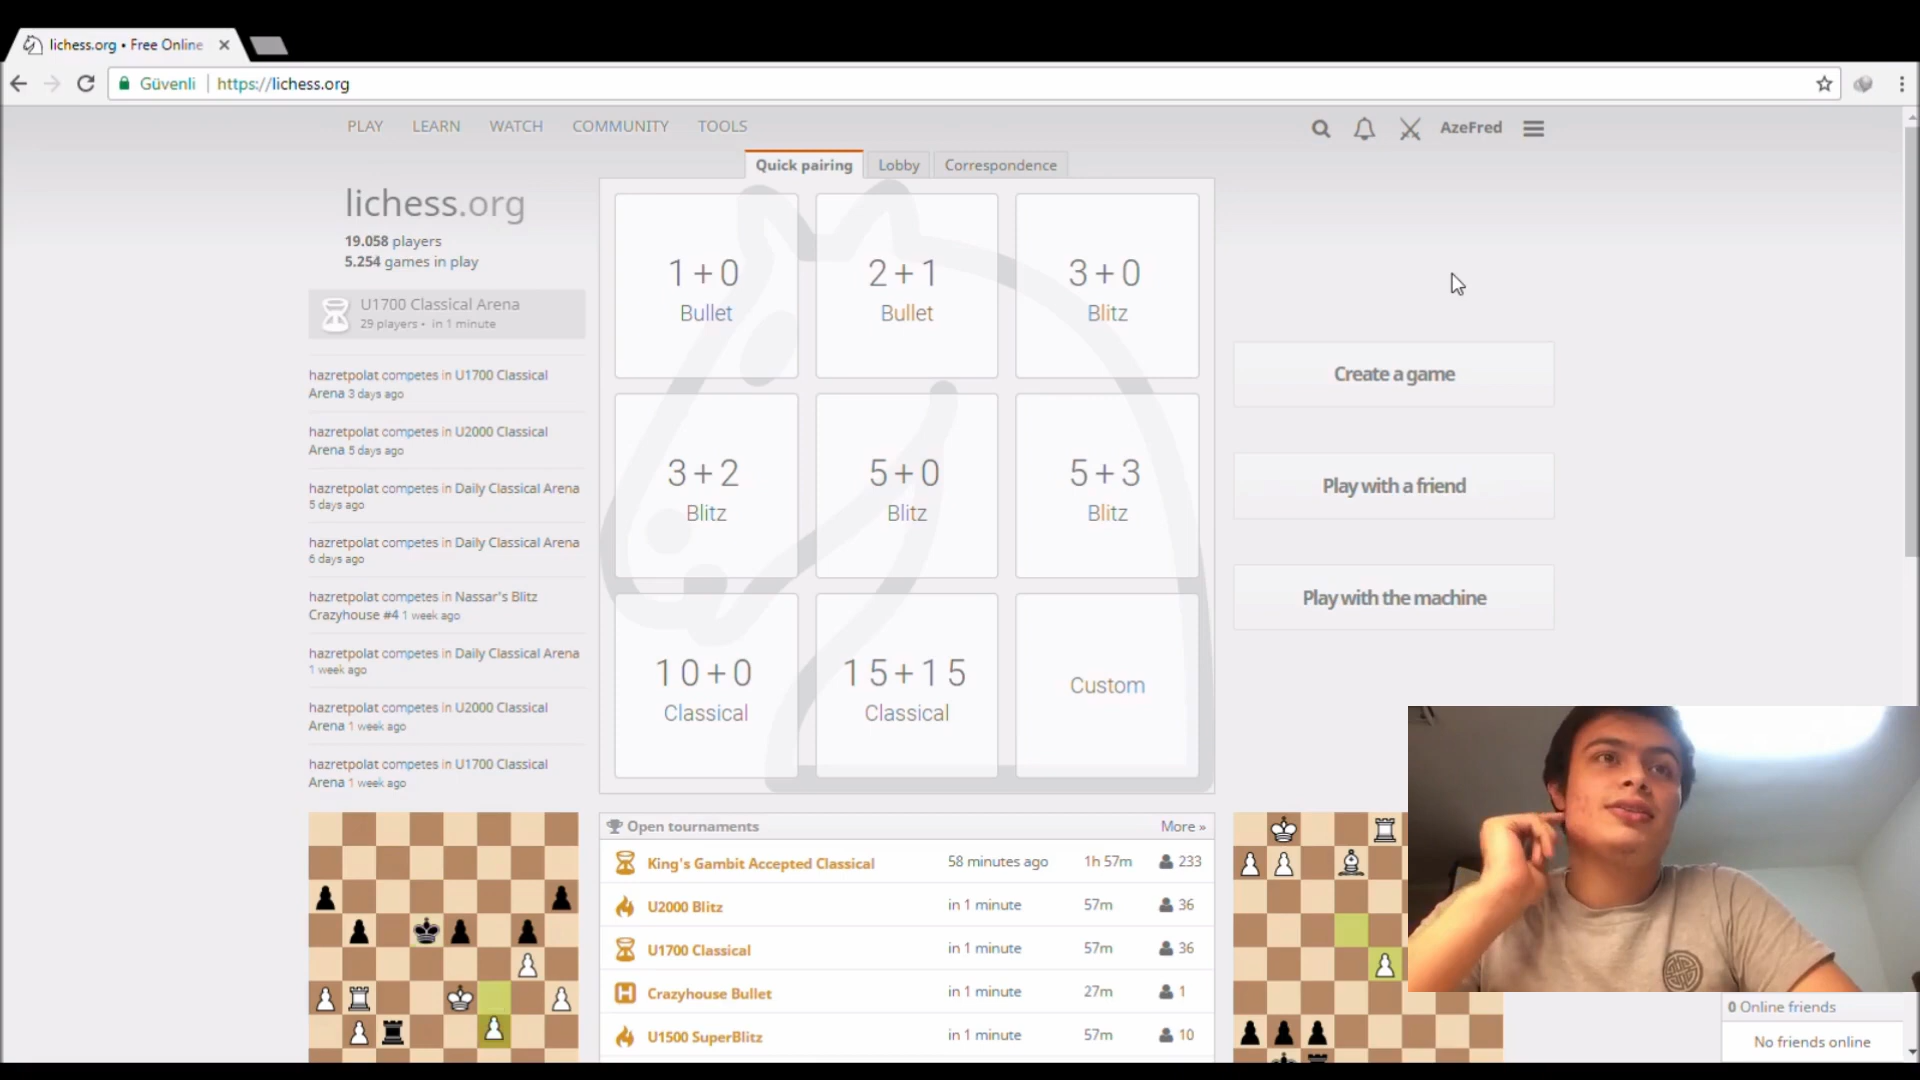 lichess.org • Free Online
Güvenli
https://lichess.org
PLAY LEARN WATCH COMMUNITY TOOLS
AzeFred
Quick pairing Lobby Correspondence
lichess.org
19.058 players
5.254 games in play
U1700 Classical Arena
29 players • in 1 minute
hazretpolat competes in U1700 Classical
Arena 3 days ago
hazretpolat competes in U2000 Classical
Arena 5 days ago
hazretpolat competes in Daily Classical Arena
5 days ago
hazretpolat competes in Daily Classical Arena
6 days ago
hazretpolat competes in Nassar's Blitz
Crazyhouse #4 1 week ago
hazretpolat competes in Daily Classical Arena
1 week ago
hazretpolat competes in U2000 Classical
Arena 1 week ago
hazretpolat competes in U1700 Classical
Arena 1 week ago
1+0
Bullet
2+1
Bullet
3+0
Blitz
3+2
Blitz
5+0
Blitz
5+3
Blitz
10+0
Classical
15+15
Classical
Custom
Create a game
Play with a friend
Play with the machine
Open tournaments More »
King's Gambit Accepted Classical 58 minutes ago 1h 57m 233
U2000 Blitz in 1 minute 57m 36
U1700 Classical in 1 minute 57m 36
Crazyhouse Bullet in 1 minute 27m 1
U1500 SuperBlitz in 1 minute 57m 10
0 Online friends
No friends online